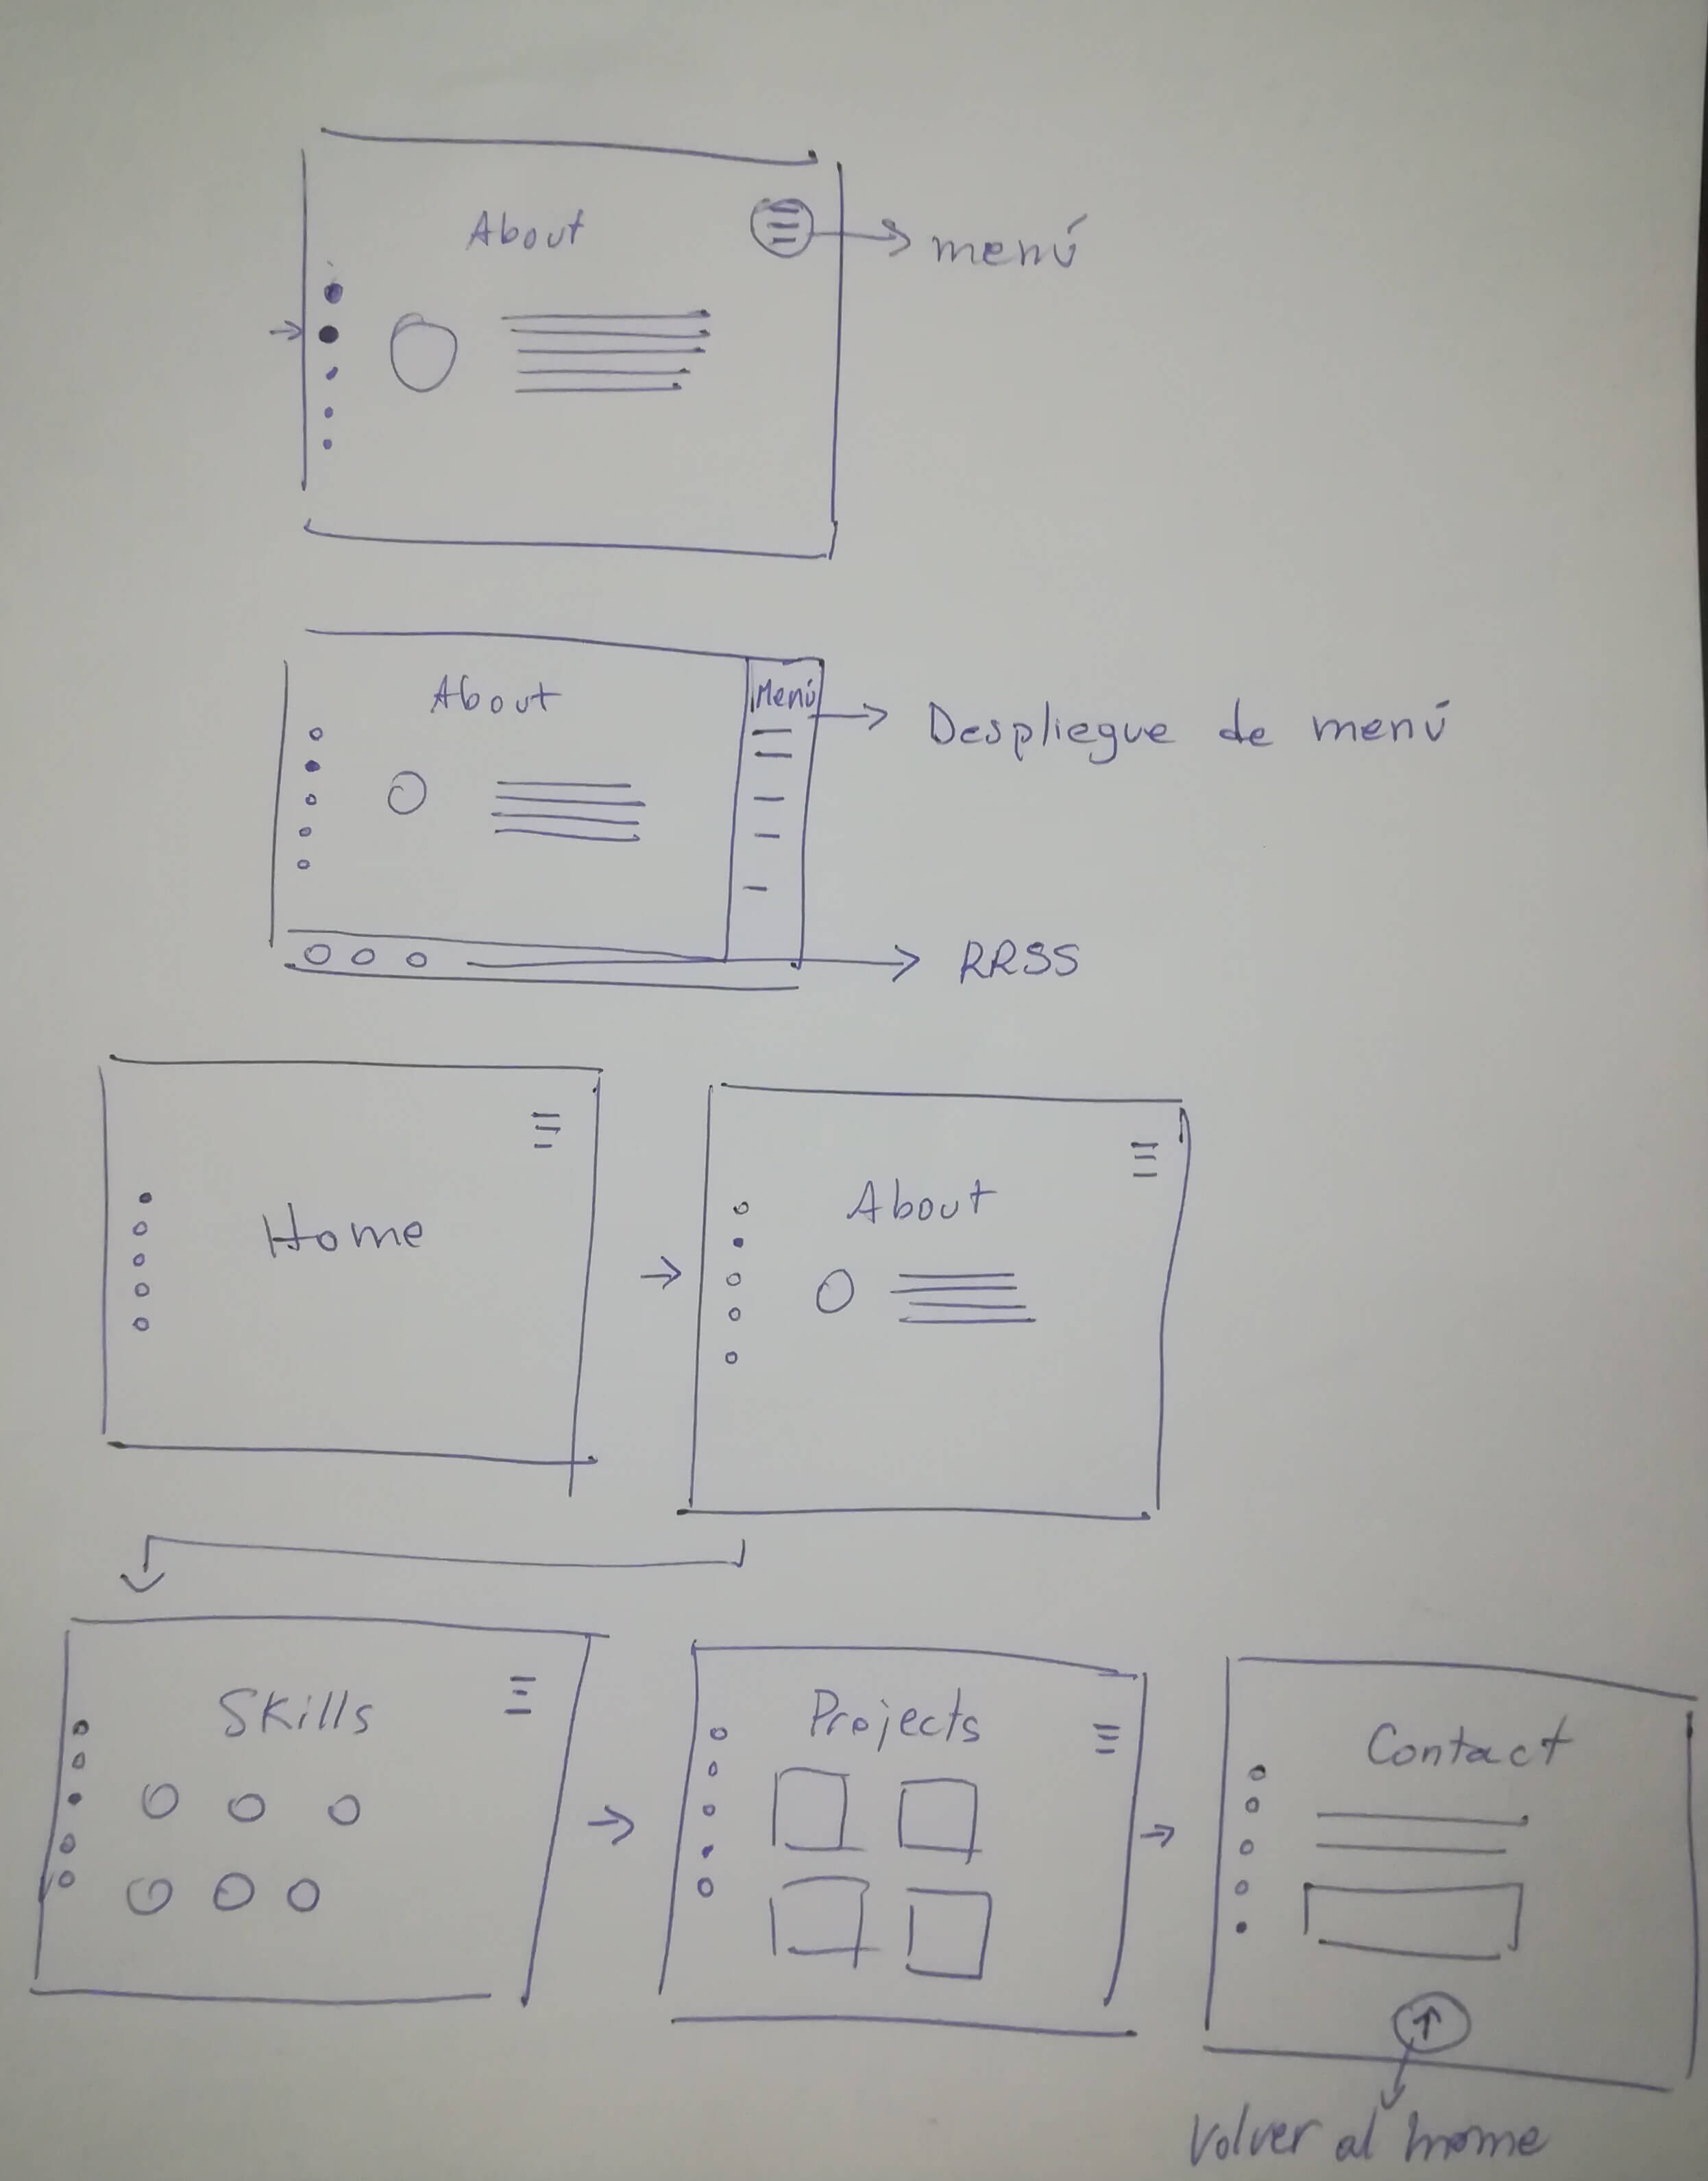 About
menú
About
Menú
Despliegue de menú
RRSS
Home
About
Skills
Projects
Contact
Volver al home